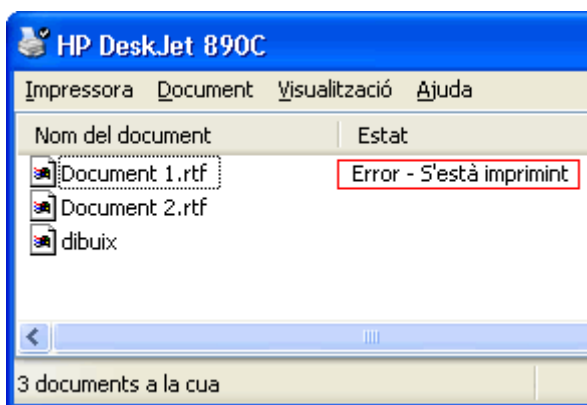 HP DeskJet 890C
Impressora Document Visualització Ajuda
Nom del document Estat
Document 1.rtf Error - S'està imprimint
Document 2.rtf
dibuix
3 documents a la cua